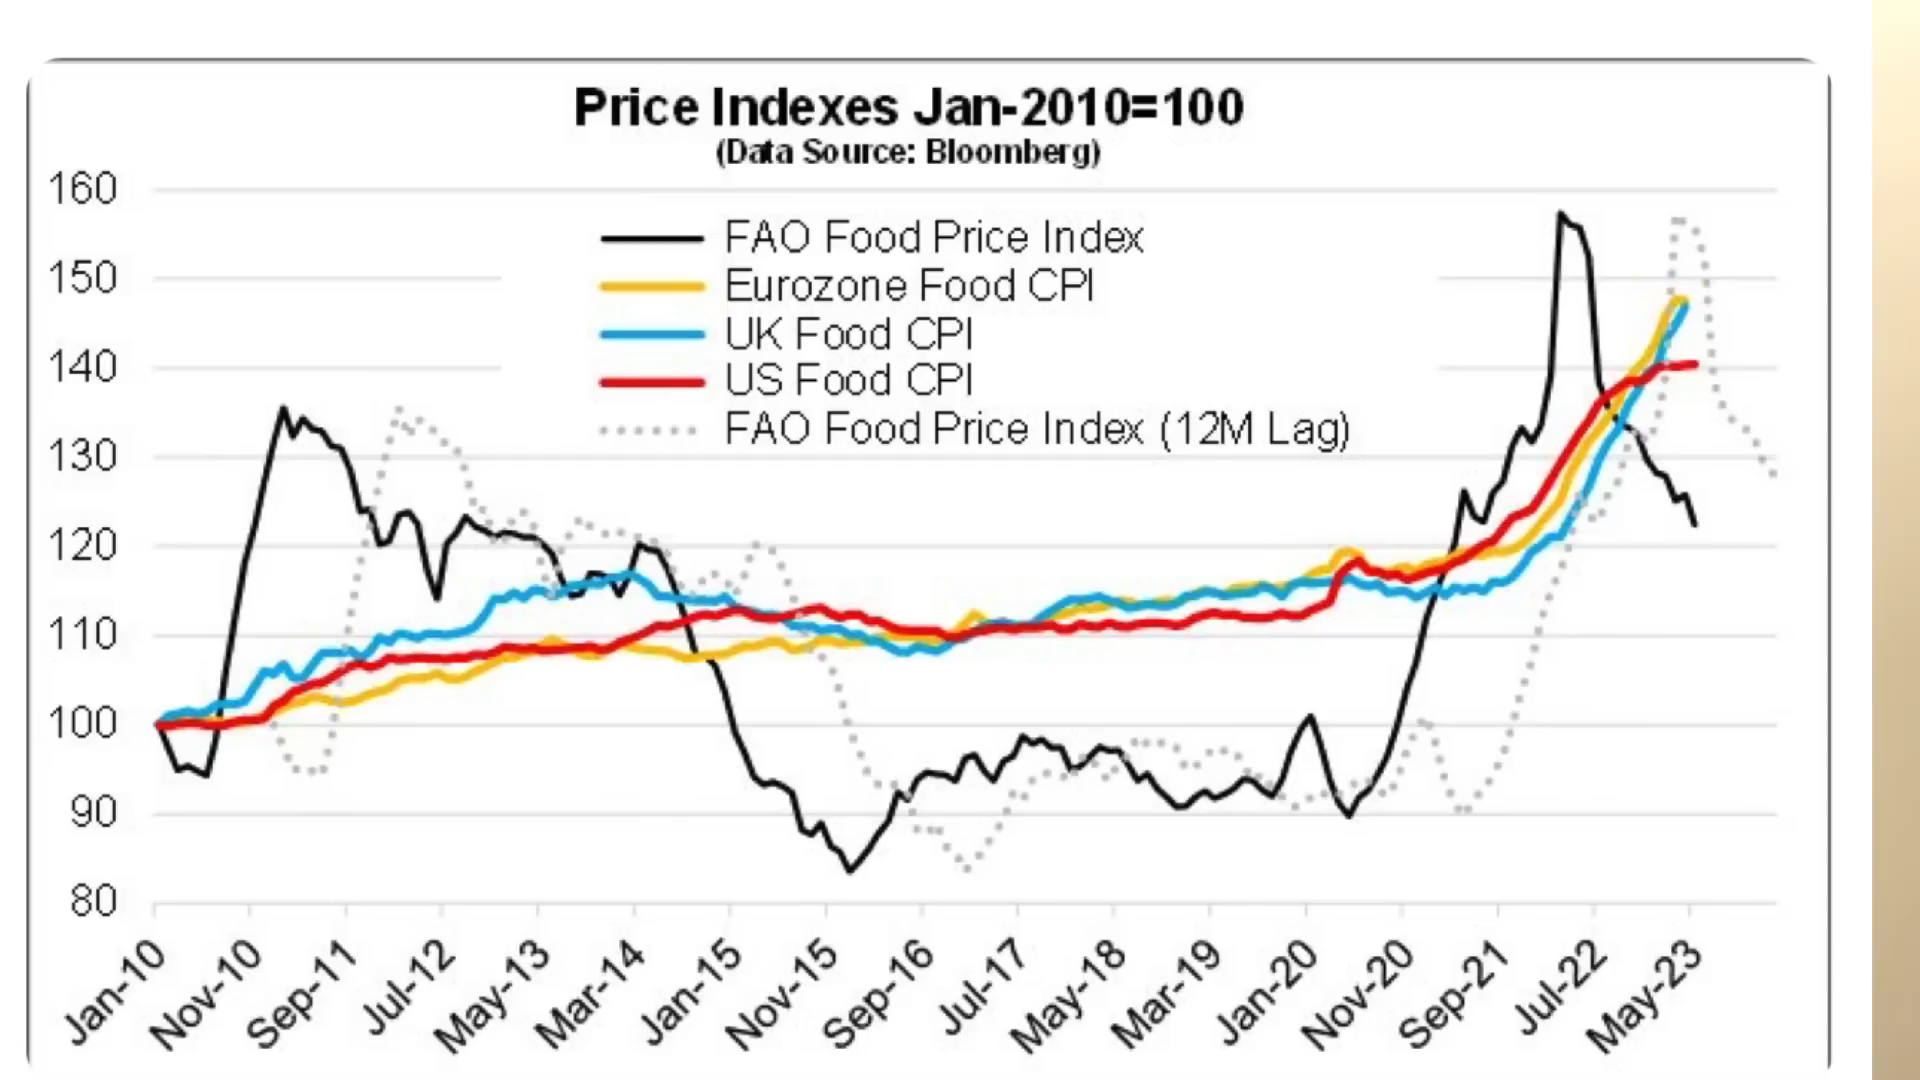 Price Indexes Jan-2010=100
(Data Source: Bloomberg)
160
150
140
130
120
110
100
90
80
FAO Food Price Index
Eurozone Food CPI
UK Food CPI
US Food CPI
FAO Food Price Index (12M Lag)
Jan-10
Nov-10
Sep-11
Jul-12
May-13
Mar-14
Jan-15
Nov-15
Sep-16
Jul-17
May-18
Mar-19
Jan-20
Nov-20
Sep-21
Jul-22
May-23